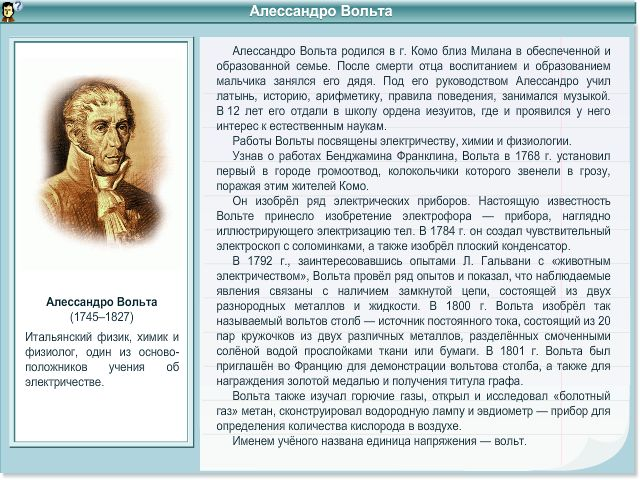 Алессандро Вольта
Алессандро Вольта
(1745–1827)
Итальянский физик, химик и
физиолог, один из осново-
положников учения об
электричестве.
Алессандро Вольта родился в г. Комо близ Милана в обеспеченной и
образованной семье. После смерти отца воспитанием и образованием
мальчика занялся его дядя. Под его руководством Алессандро учил
латынь, историю, арифметику, правила поведения, занимался музыкой.
В 12 лет его отдали в школу ордена иезуитов, где и проявился у него
интерес к естественным наукам.
Работы Вольты посвящены электричеству, химии и физиологии.
Узнав о работах Бенджамина Франклина, Вольта в 1768 г. установил
первый в городе громоотвод, колокольчики которого звенели в грозу,
поражая этим жителей Комо.
Он изобрёл ряд электрических приборов. Настоящую известность
Вольте принесло изобретение электрофора — прибора, наглядно
иллюстрирующего электризацию тел. В 1784 г. он создал чувствительный
электроскоп с соломинками, а также изобрёл плоский конденсатор.
В 1792 г., заинтересовавшись опытами Л. Гальвани с «животным
электричеством», Вольта провёл ряд опытов и показал, что наблюдаемые
явления связаны с наличием замкнутой цепи, состоящей из двух
разнородных металлов и жидкости. В 1800 г. Вольта изобрёл так
называемый вольтов столб — источник постоянного тока, состоящий из 20
пар кружочков из двух различных металлов, разделённых смоченными
солёной водой прослойками ткани или бумаги. В 1801 г. Вольта был
приглашён во Францию для демонстрации вольтова столба, а также для
награждения золотой медалью и получения титула графа.
Вольта также изучал горючие газы, открыл и исследовал «болотный
газ» метан, сконструировал водородную лампу и эвдиометр — прибор для
определения количества кислорода в воздухе.
Именем учёного названа единица напряжения — вольт.